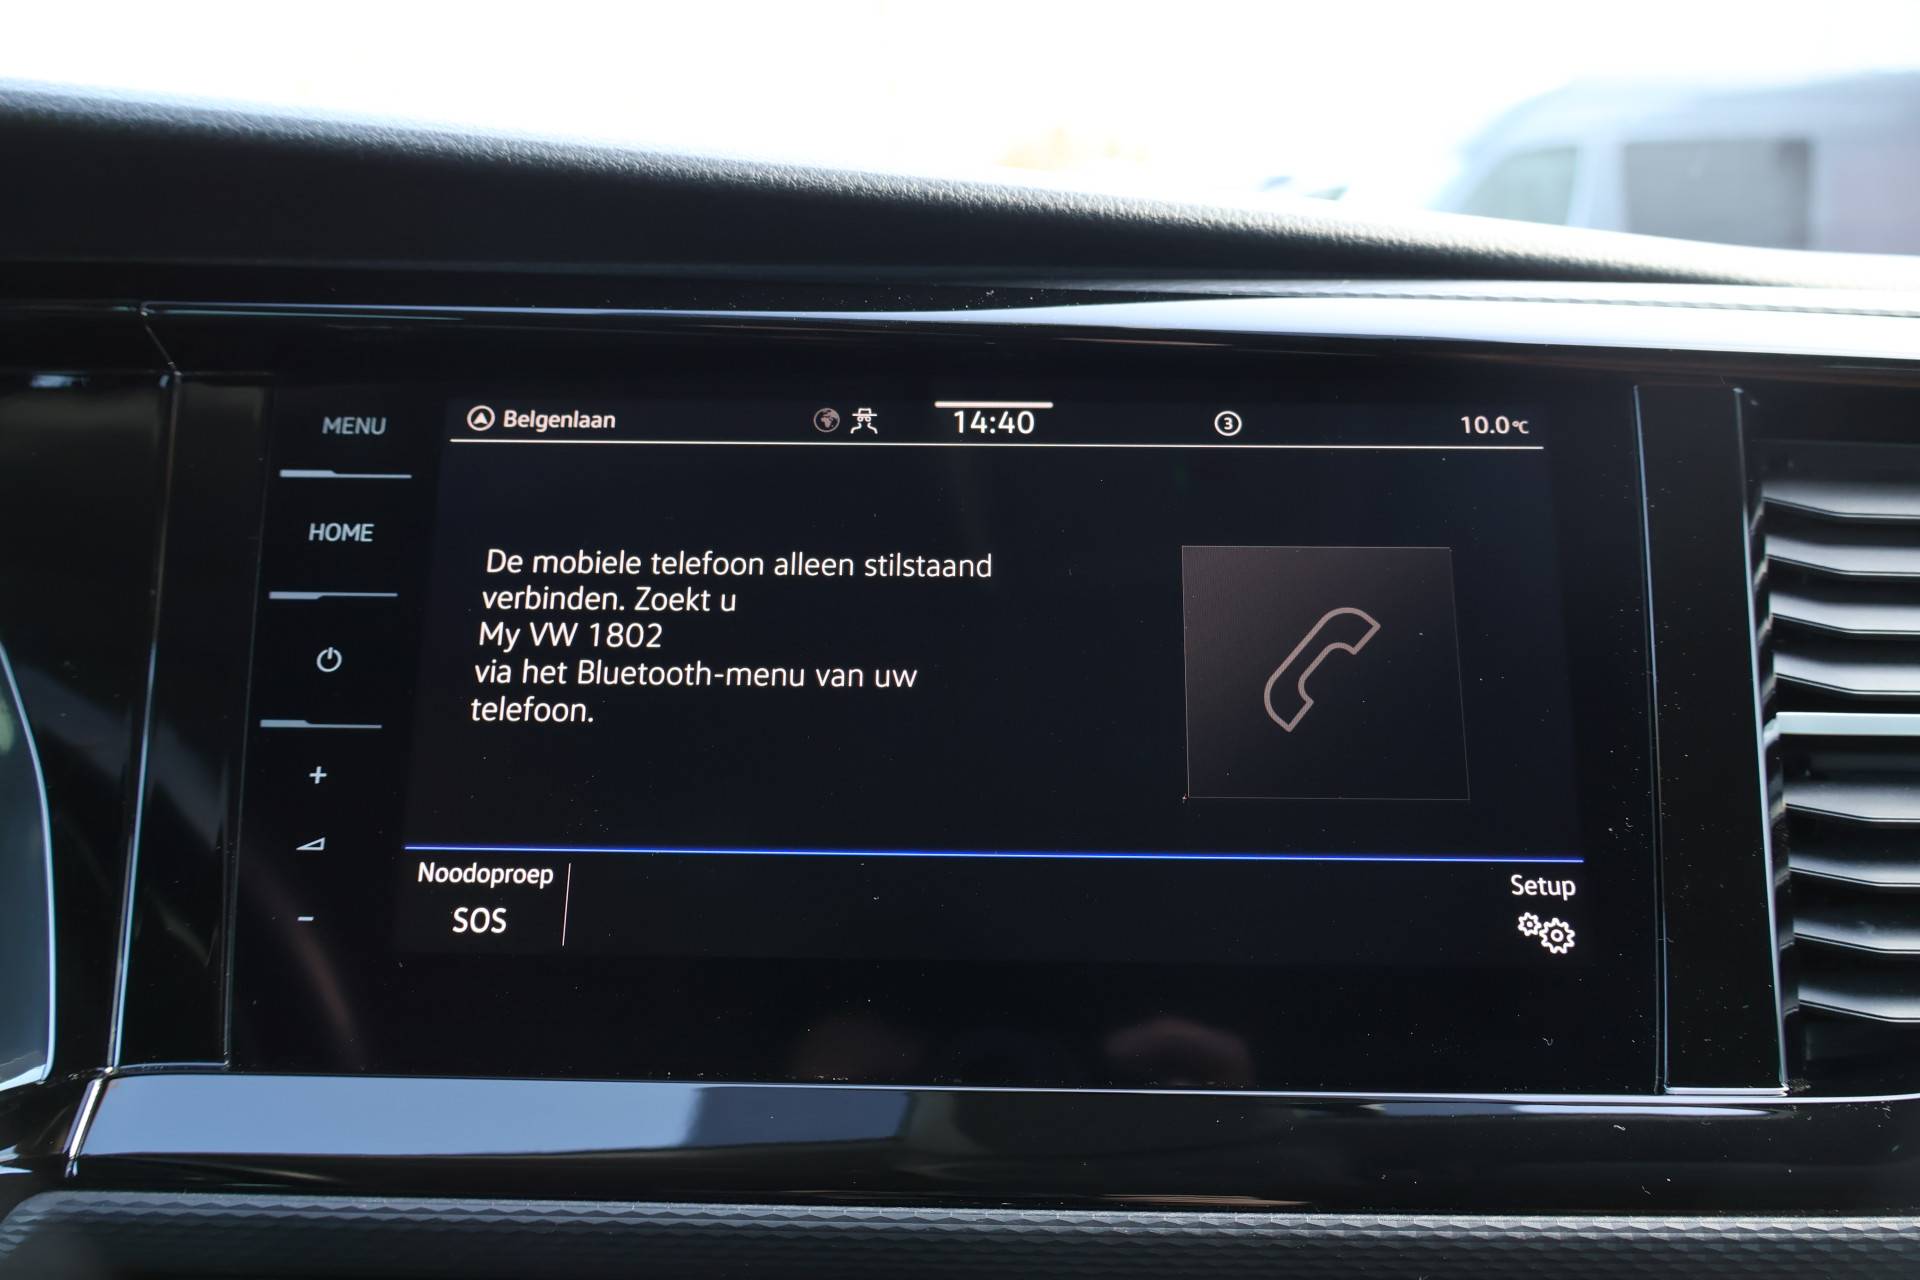 MENU
HOME
Belgenlaan
14:40
3
10.0°C
De mobiele telefoon alleen stilstaand
verbinden. Zoekt u
My VW 1802
via het Bluetooth-menu van uw
telefoon.
+
-
Noodoproep
SOS
Setup